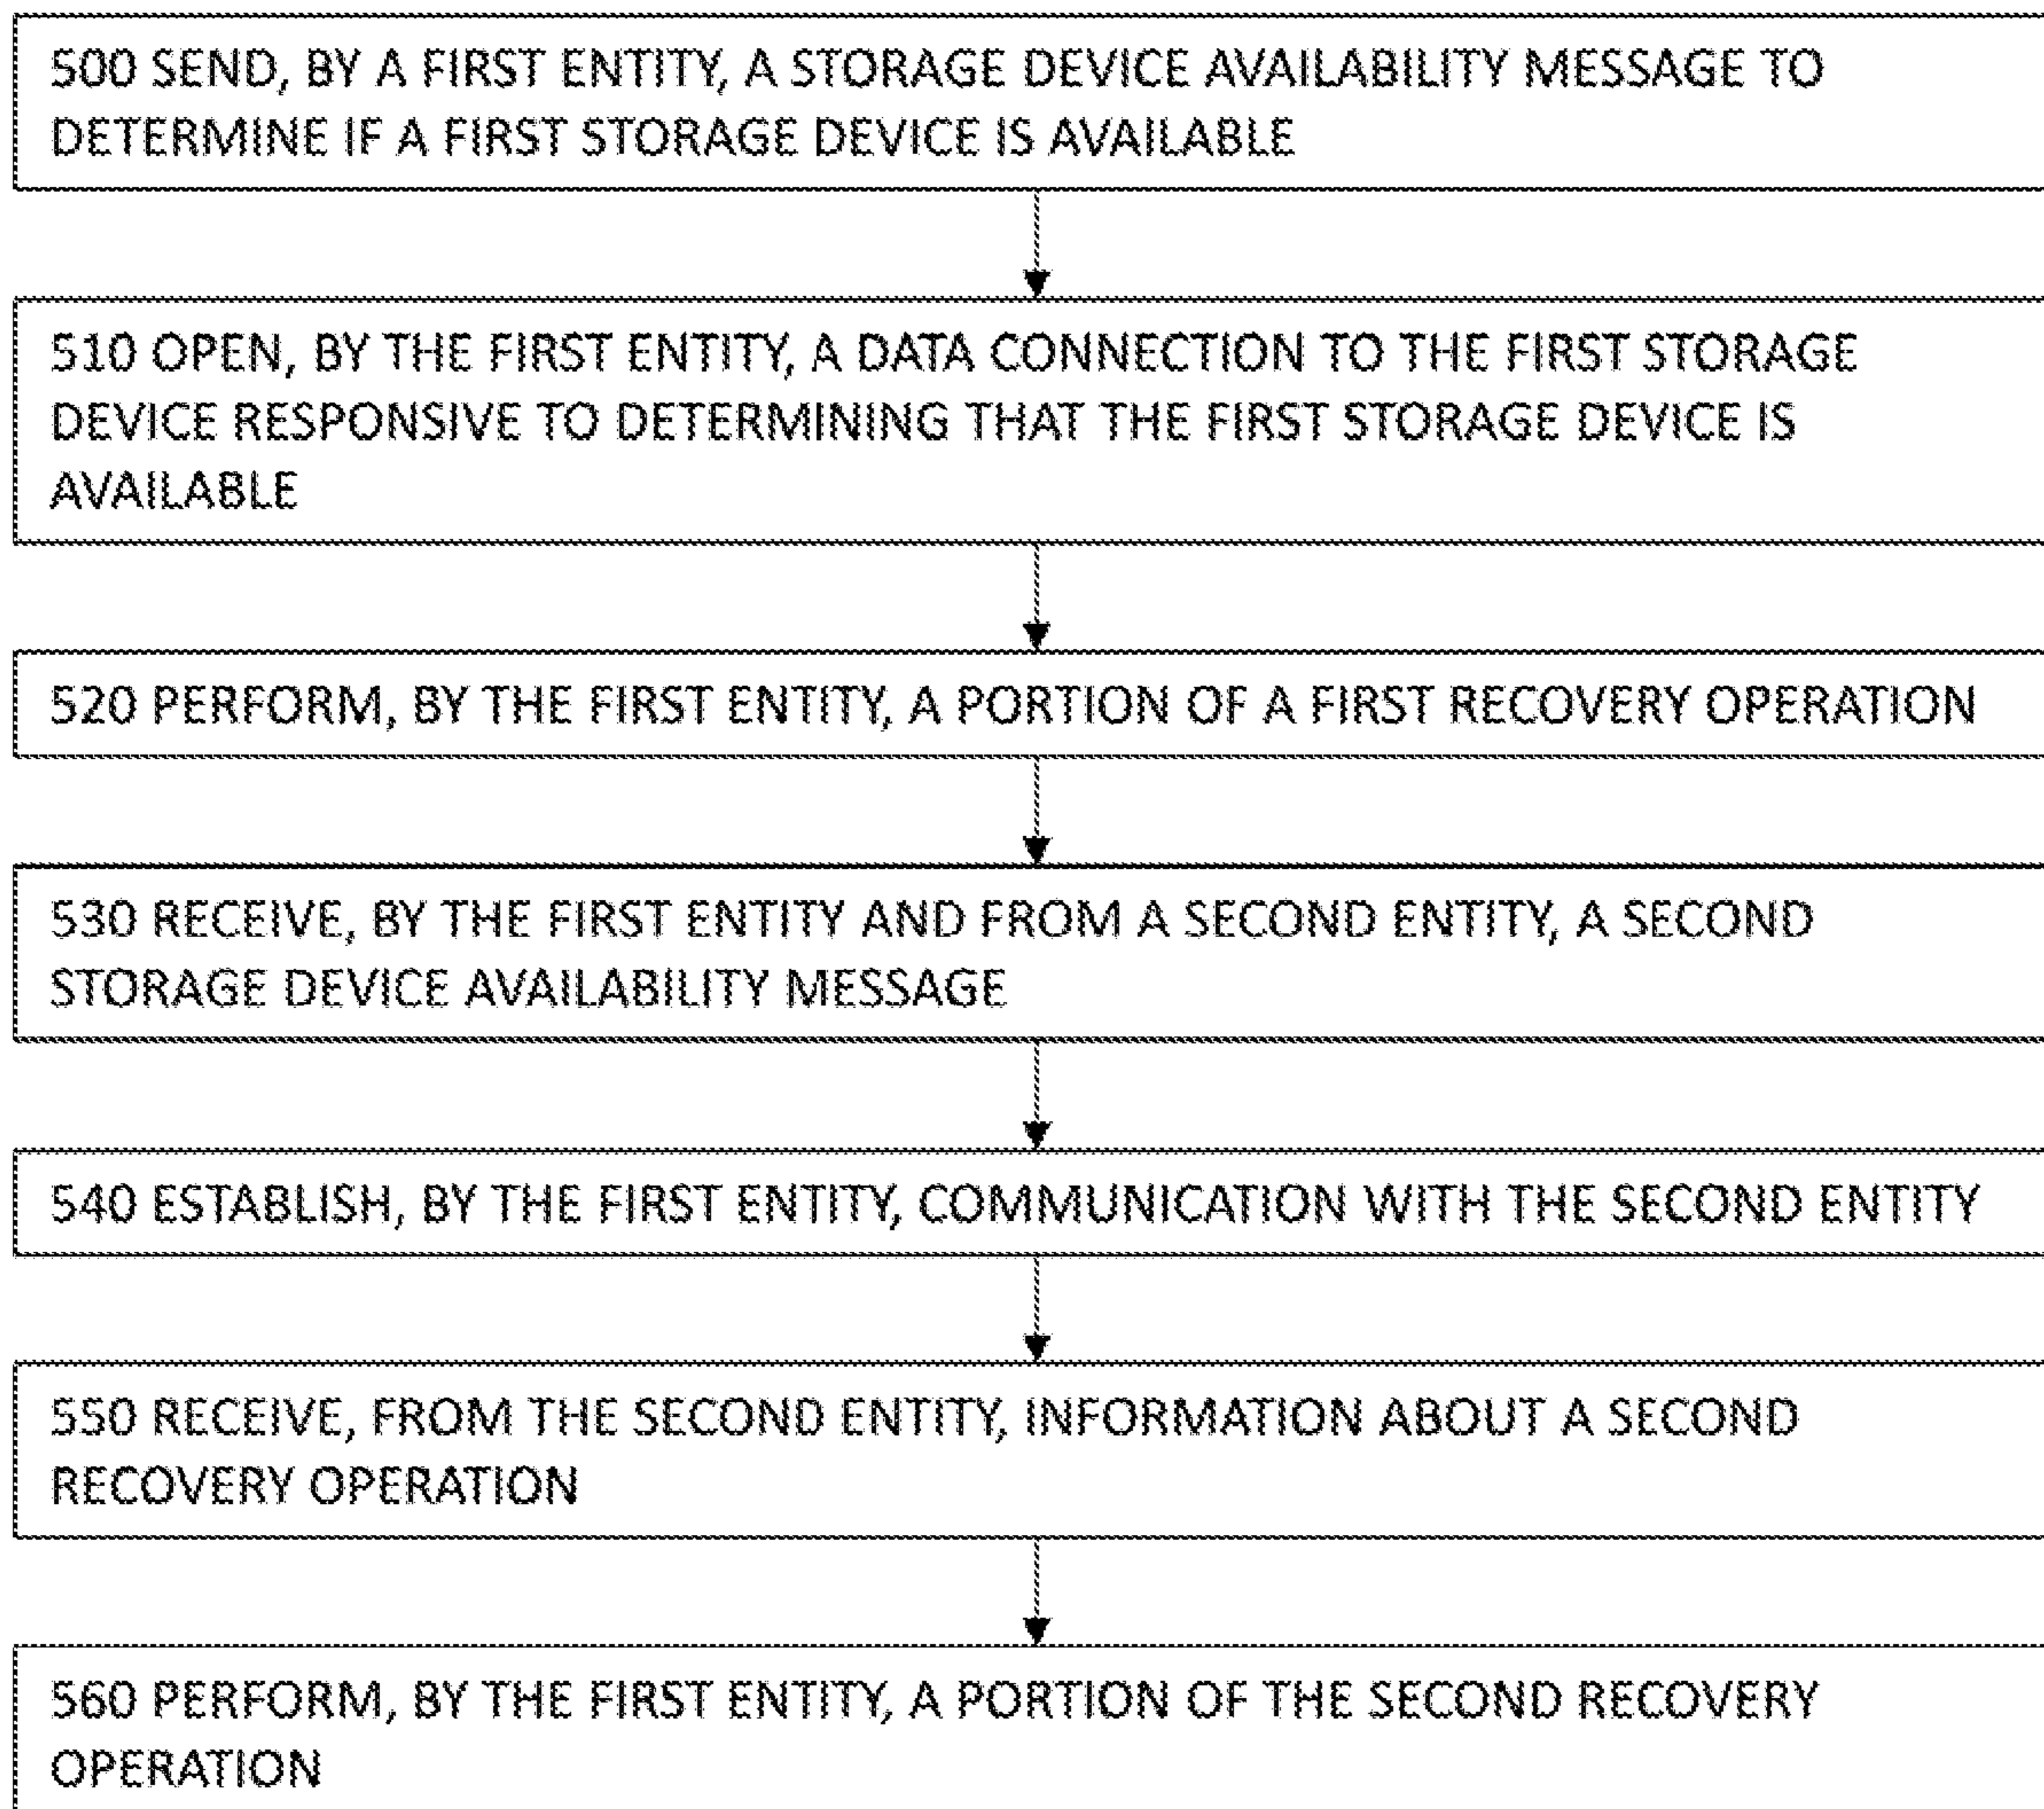 500 SEND, BY A FIRST ENTITY, A STORAGE DEVICE AVAILABILITY MESSAGE TO
DETERMINE IF A FIRST STORAGE DEVICE IS AVAILABLE
510 OPEN, BY THE FIRST ENTITY, A DATA CONNECTION TO THE FIRST STORAGE
DEVICE RESPONSIVE TO DETERMINING THAT THE FIRST STORAGE DEVICE IS
AVAILABLE
520 PERFORM, BY THE FIRST ENTITY, A PORTION OF A FIRST RECOVERY OPERATION
530 RECEIVE, BY THE FIRST ENTITY AND FROM A SECOND ENTITY, A SECOND
STORAGE DEVICE AVAILABILITY MESSAGE
540 ESTABLISH, BY THE FIRST ENTITY, COMMUNICATION WITH THE SECOND ENTITY
550 RECEIVE, FROM THE SECOND ENTITY, INFORMATION ABOUT A SECOND
RECOVERY OPERATION
560 PERFORM, BY THE FIRST ENTITY, A PORTION OF THE SECOND RECOVERY
OPERATION